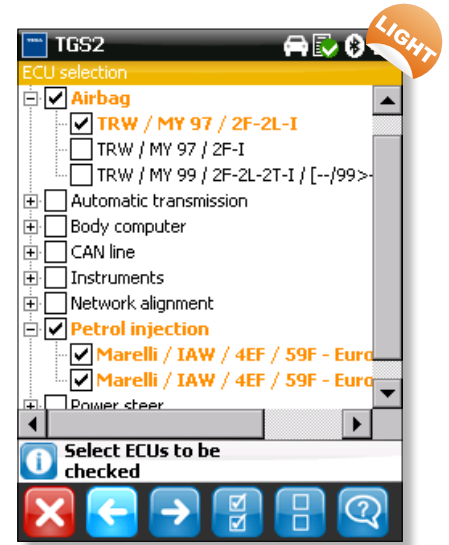 TEXA
TGS2
LIGHT
ECU selection
Airbag
TRW / MY 97 / 2F-2L-I
TRW / MY 97 / 2F-I
TRW / MY 99 / 2F-2L-2T-I / [--/99>-
Automatic transmission
Body computer
CAN line
Instruments
Network alignment
Petrol injection
Marelli / IAW / 4EF / 59F - Euro
Marelli / IAW / 4EF / 59F - Euro
Power steer
Select ECUs to be
checked